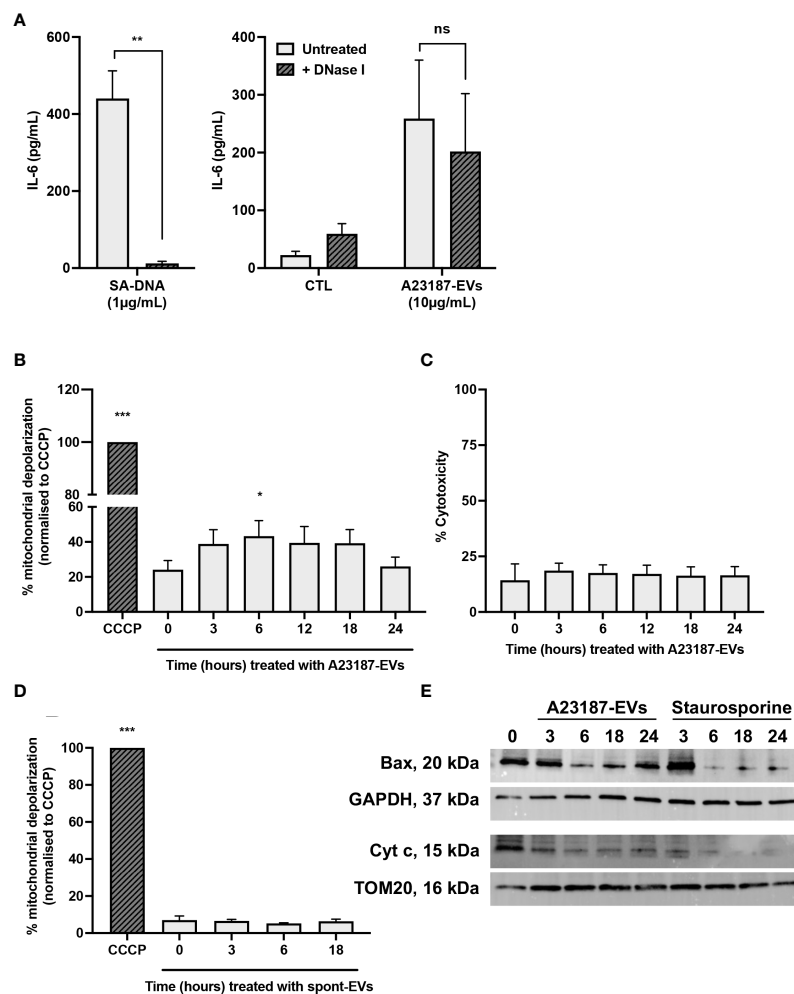 A
IL-6 (pg/mL)
600
400
200
0
**
SA-DNA
(1µg/mL)
IL-6 (pg/mL)
400
300
200
100
0
Untreated
+ DNase I
ns
CTL
A23187-EVs
(10µg/mL)
B
% mitochondrial depolarization
(normalised to CCCP)
120
100
80
60
40
20
0
***
*
CCCP 0 3 6 12 18 24
Time (hours) treated with A23187-EVs
C
% Cytotoxicity
100
75
50
25
0
0 3 6 12 18 24
Time (hours) treated with A23187-EVs
D
% mitochondrial depolarization
(normalised to CCCP)
100
80
60
40
20
0
***
CCCP 0 3 6 18
Time (hours) treated with spont-EVs
E
A23187-EVs Staurosporine
0 3 6 18 24 3 6 18 24
Bax, 20 kDa
GAPDH, 37 kDa
Cyt c, 15 kDa
TOM20, 16 kDa